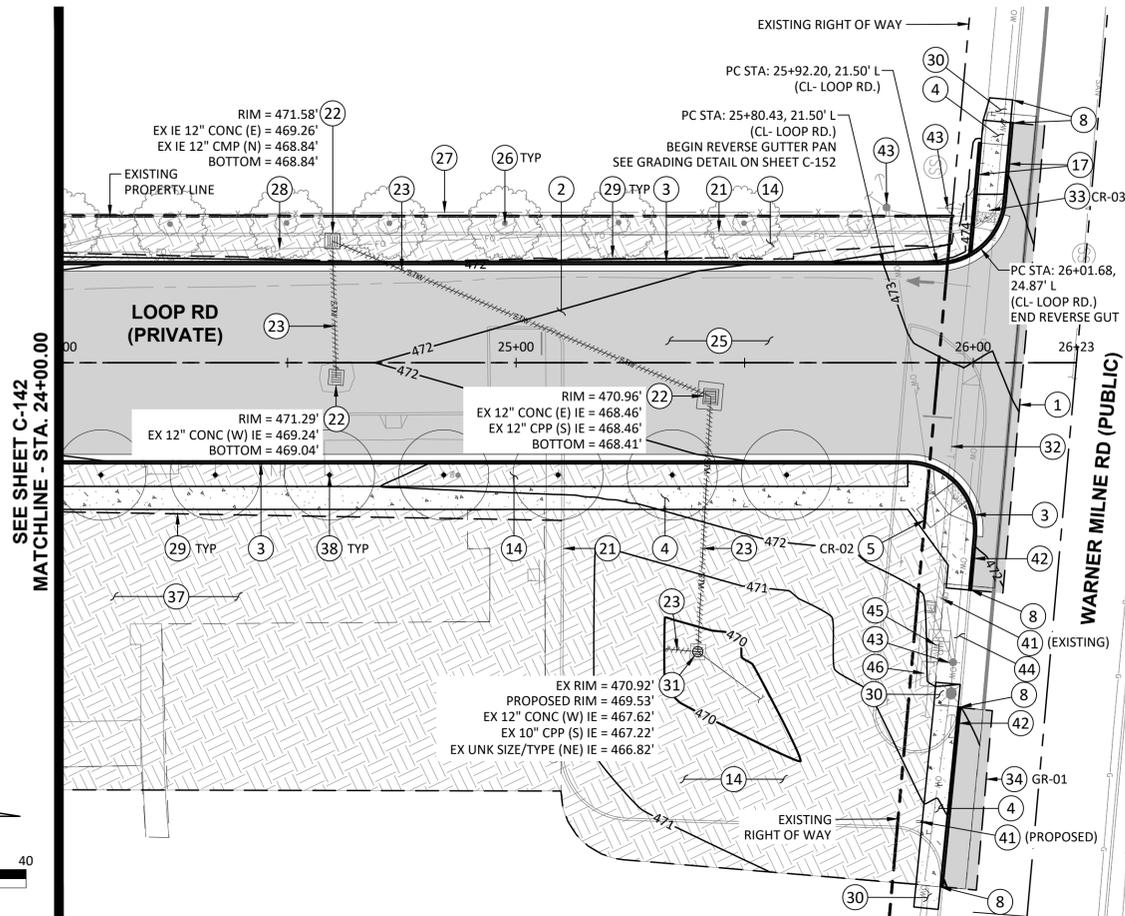 EXISTING RIGHT OF WAY
30
PC STA: 25+92.20, 21.50' L
(CL- LOOP RD.)
4
RIM = 471.58'
22
EX IE 12" CONC (E) = 469.26'
EX IE 12" CMP (N) = 468.84'
BOTTOM = 468.84'
PC STA: 25+80.43, 21.50' L
(CL- LOOP RD.)
BEGIN REVERSE GUTTER PAN
SEE GRADING DETAIL ON SHEET C-152
8
43
43
27
26 TYP
17
EXISTING
PROPERTY LINE
28
23
2
29 TYP
3
21
14
33 CR-03
474
472
473
PC STA: 26+01.68,
24.87' L
(CL- LOOP RD.)
END REVERSE GUT
LOOP RD
(PRIVATE)
23
25
00
25+00
26+00
26+23
472
472
SEE SHEET C-142
MATCHLINE - STA. 24+00.00
WARNER MILNE RD (PUBLIC)
1
RIM = 471.29'
22
EX 12" CONC (W) IE = 469.24'
BOTTOM = 469.04'
RIM = 470.96'
22
EX 12" CONC (E) IE = 468.46'
EX 12" CPP (S) IE = 468.46'
BOTTOM = 468.41'
32
3
29 TYP
3
38 TYP
14
21
4
23
472
CR-02 5
42
472
37
471
23
8
45
41 (EXISTING)
470
43
44
46
31
30
8
EX RIM = 470.92'
PROPOSED RIM = 469.53'
EX 12" CONC (W) IE = 467.62'
EX 10" CPP (S) IE = 467.22'
EX UNK SIZE/TYPE (NE) IE = 466.82'
470
42
14
34 GR-01
4
471
EXISTING
RIGHT OF WAY
41 (PROPOSED)
40
30
8